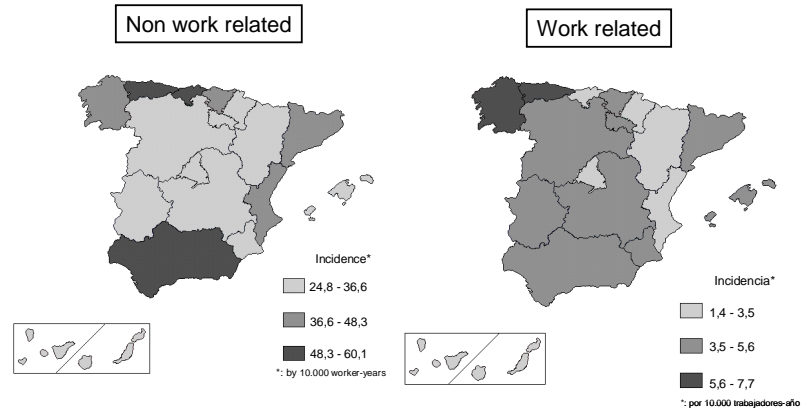 Non work related
Work related
Incidence*
24,8 - 36,6
36,6 - 48,3
48,3 - 60,1
*: by 10.000 worker-years
Incidencia*
1,4 - 3,5
3,5 - 5,6
5,6 - 7,7
*: por 10.000 trabajadores-año